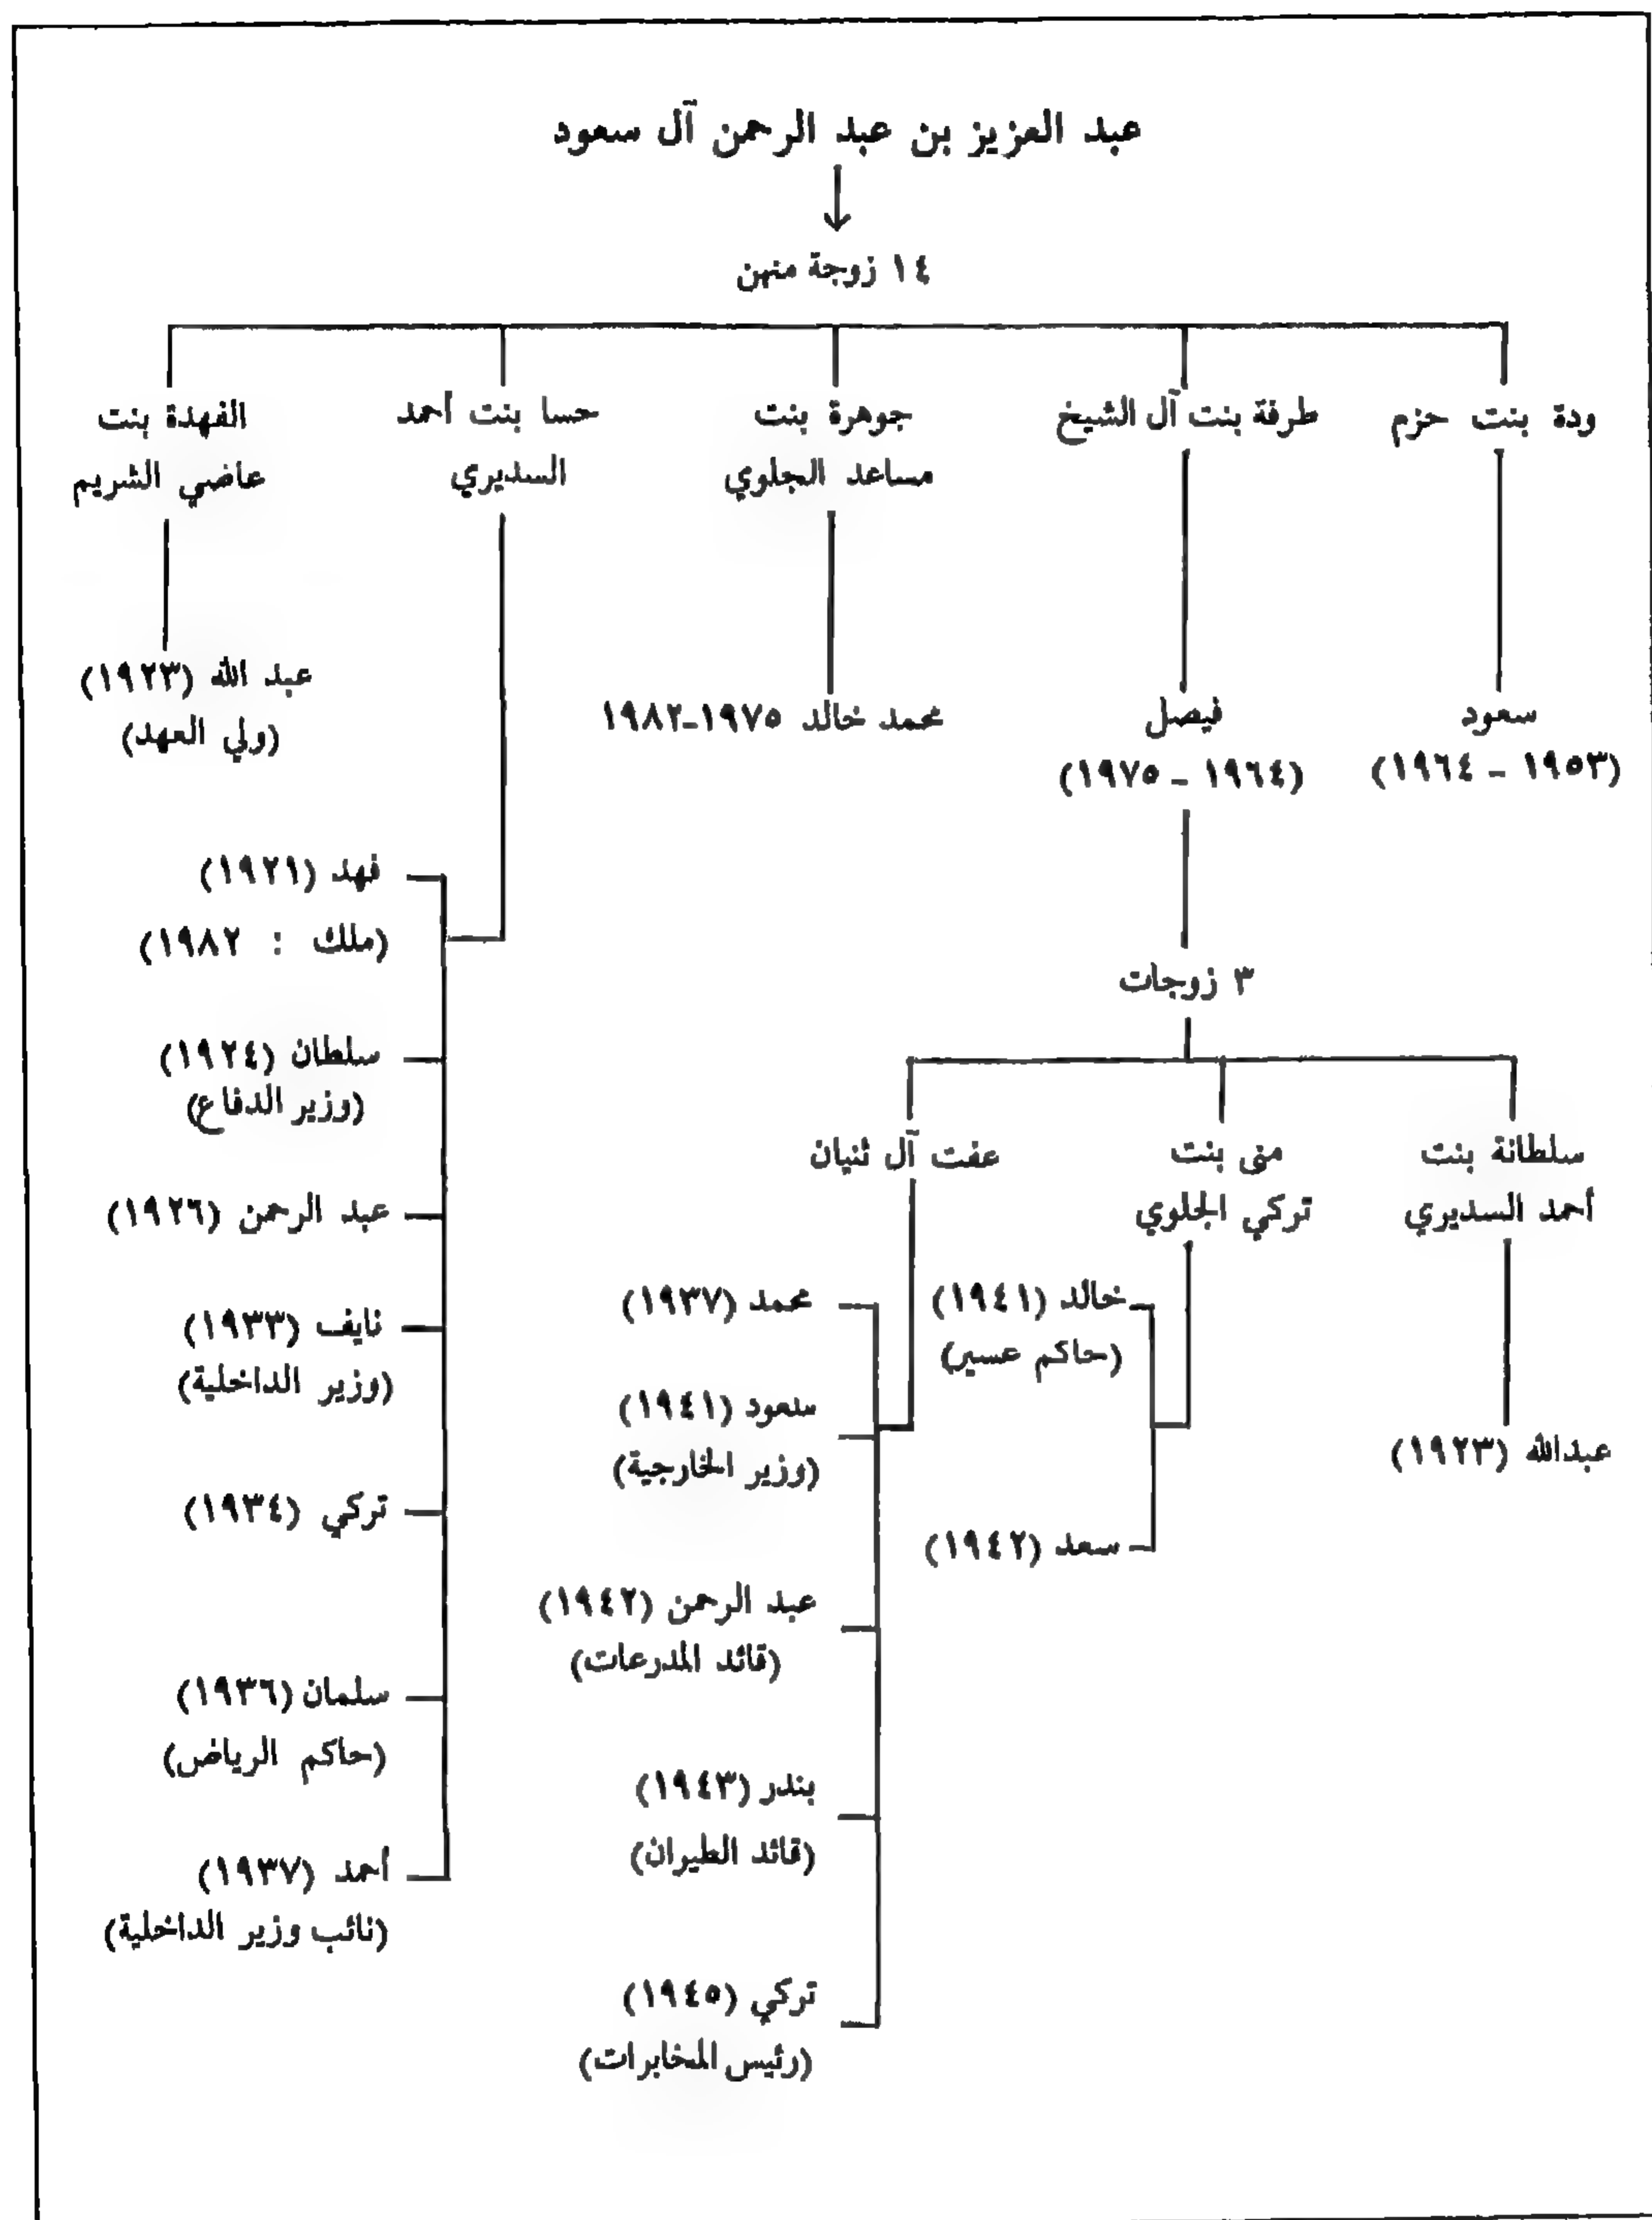 عبد العزيز بن عبد الرحمن آل سعود
١٤ زوجة منهن
ودة بنت حزم
سعود
(١٩٥٣ - ١٩٦٤)
طرفة بنت آل الشيخ
فيصل
(١٩٦٤ - ١٩٧٥)
٣ زوجات
سلطانة بنت
أحمد السديري
عبدالله (١٩٢٣)
منى بنت
تركي الجلوي
خالد (١٩٤١)
(حاكم عسير)
سعد (١٩٤٢)
عفت آل ثنيان
محمد (١٩٣٧)
سعود (١٩٤١)
(وزير الخارجية)
عبد الرحمن (١٩٤٢)
(قائد المدرعات)
بندر (١٩٤٣)
(قائد الطيران)
تركي (١٩٤٥)
(رئيس المخابرات)
جوهرة بنت
مساعد الجلوي
محمد خالد ١٩٧٥-١٩٨٢
حسا بنت أحمد
السديري
فهد (١٩٢١)
(ملك : ١٩٨٢)
سلطان (١٩٢٤)
(وزير الدفاع)
عبد الرحمن (١٩٢٦)
نايف (١٩٣٣)
(وزير الداخلية)
تركي (١٩٣٤)
سلمان (١٩٣٦)
(حاكم الرياض)
أحمد (١٩٣٧)
(نائب وزير الداخلية)
الفهدة بنت
عاضي الشريم
عبد الله (١٩٢٣)
(ولي العهد)